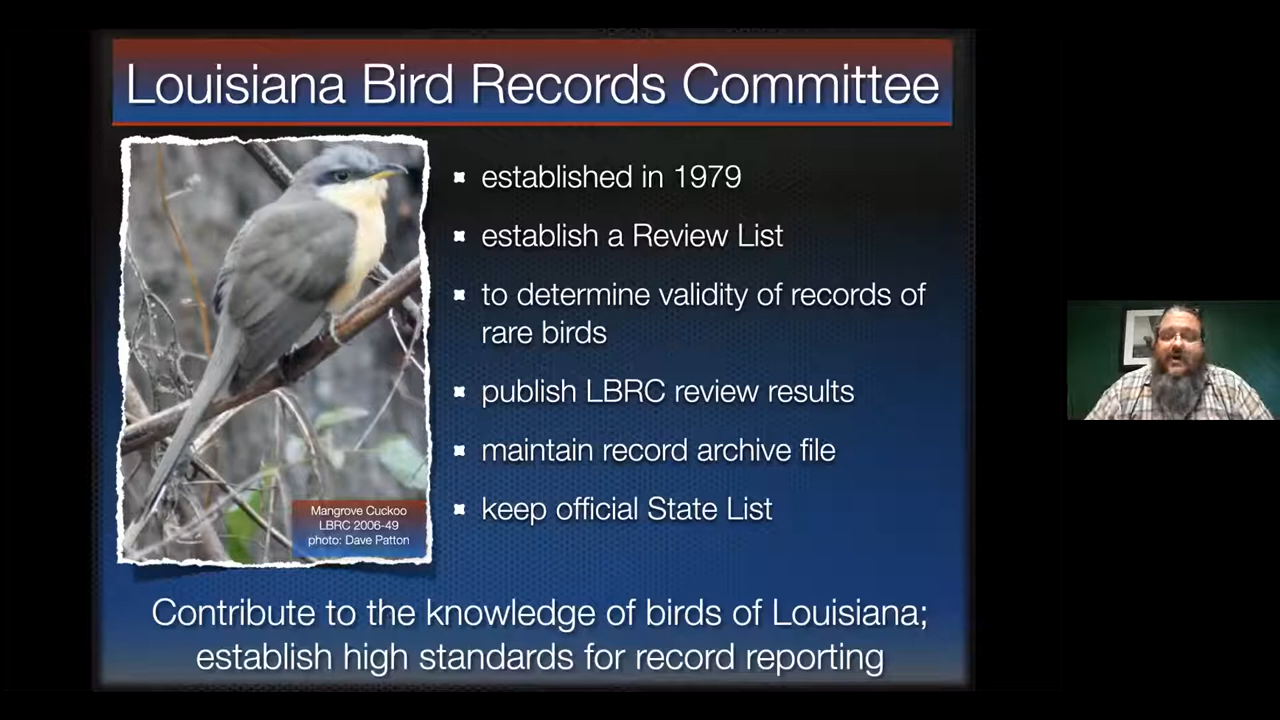 Louisiana Bird Records Committee
established in 1979
establish a Review List
to determine validity of records of
rare birds
publish LBRC review results
maintain record archive file
keep official State List
Mangrove Cuckoo
LBRC 2006-49
photo: Dave Patton
Contribute to the knowledge of birds of Louisiana;
establish high standards for record reporting